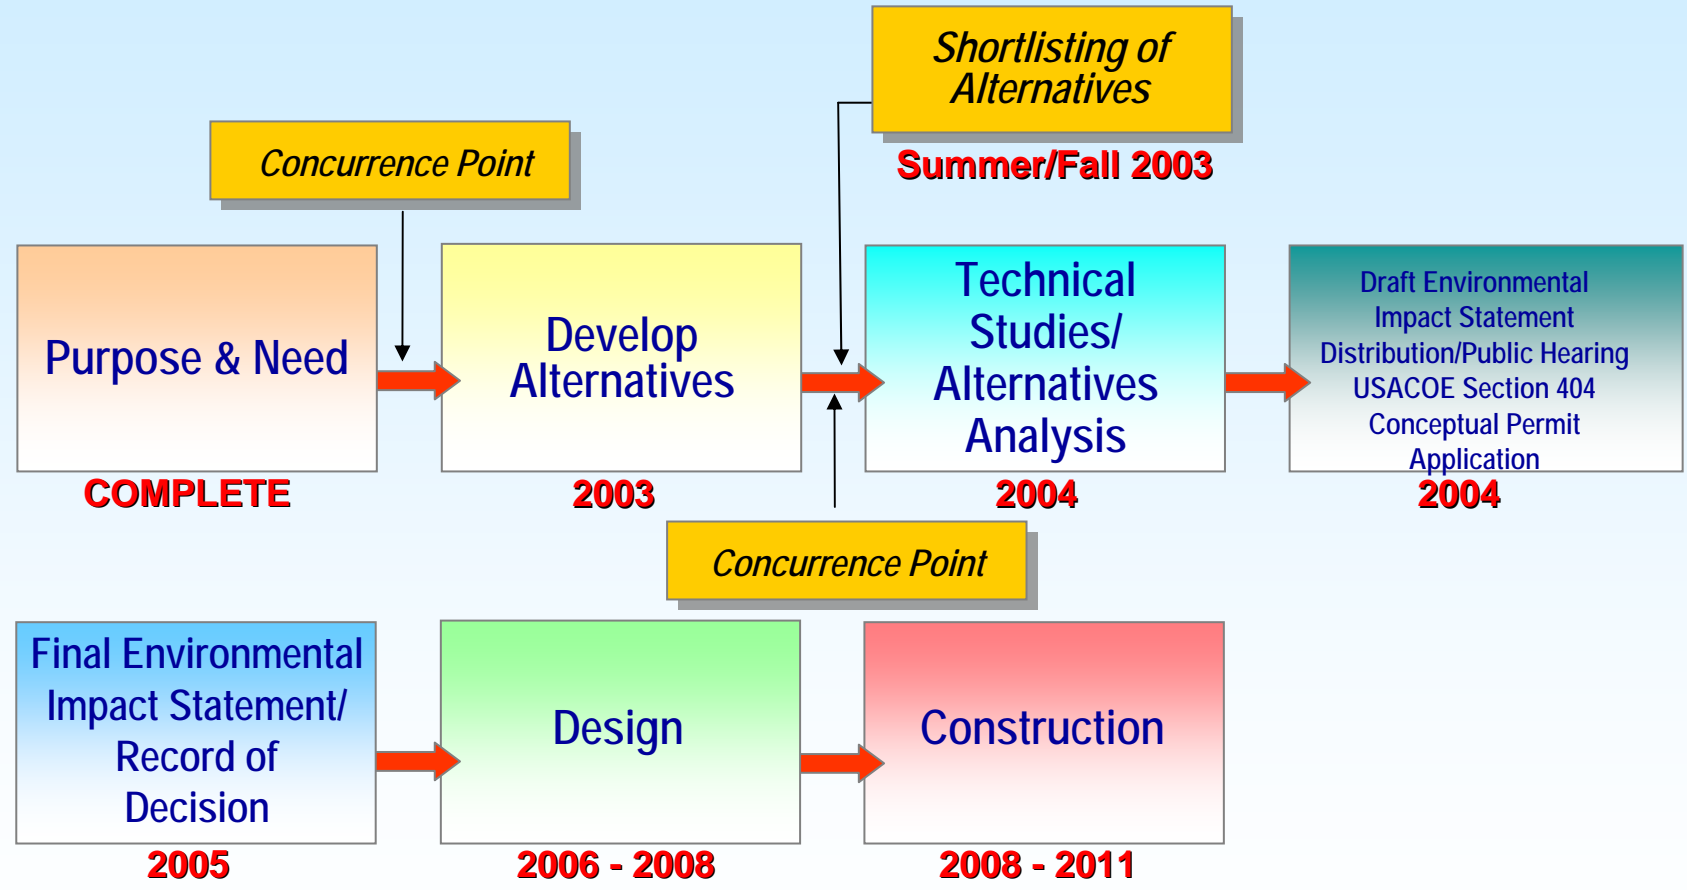 Shortlisting of
Alternatives
Summer/Fall 2003
Concurrence Point
Purpose & Need
COMPLETE
Develop
Alternatives
2003
Technical
Studies/
Alternatives
Analysis
2004
Draft Environmental
Impact Statement
Distribution/Public Hearing
USACOE Section 404
Conceptual Permit
Application
2004
Concurrence Point
Final Environmental
Impact Statement/
Record of
Decision
2005
Design
2006 - 2008
Construction
2008 - 2011